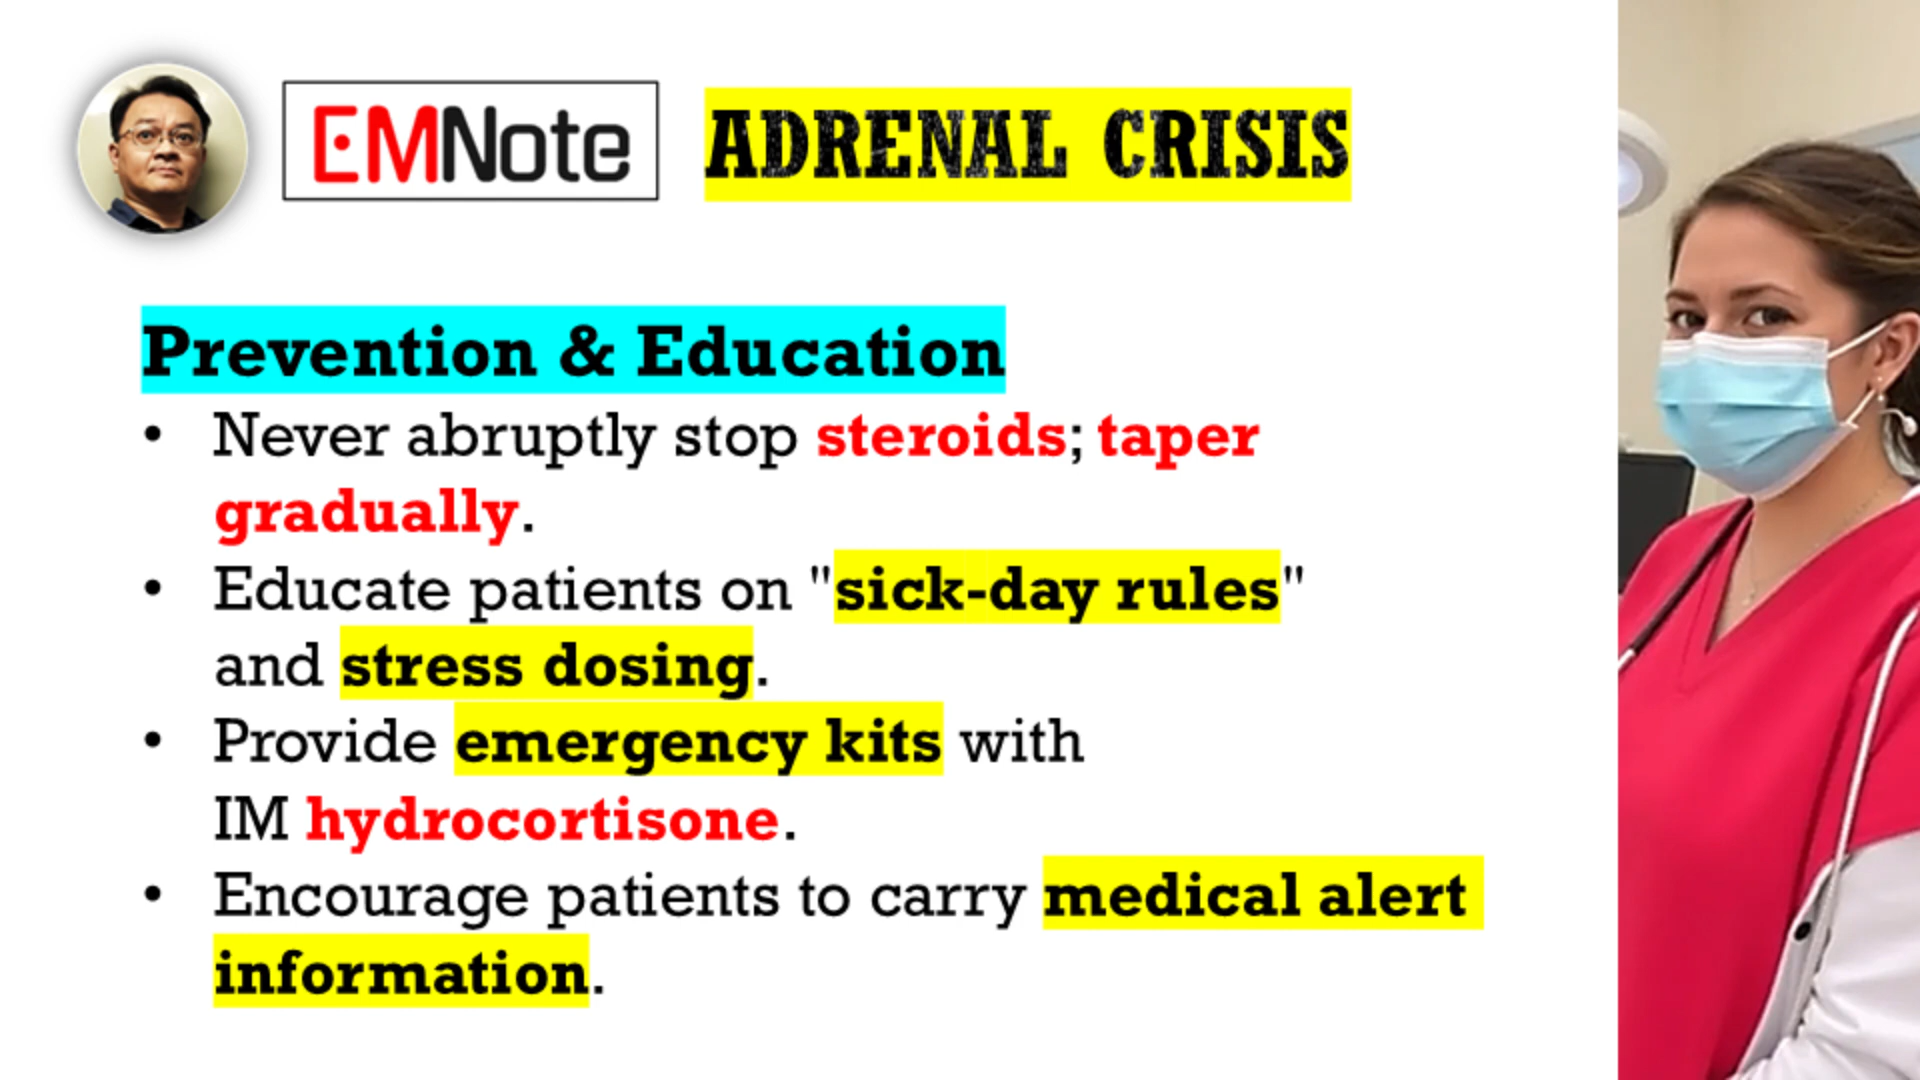 EMNote
ADRENAL CRISIS
Prevention & Education
• Never abruptly stop steroids; taper
gradually.
• Educate patients on "sick-day rules"
and stress dosing.
• Provide emergency kits with
IM hydrocortisone.
• Encourage patients to carry medical alert
information.